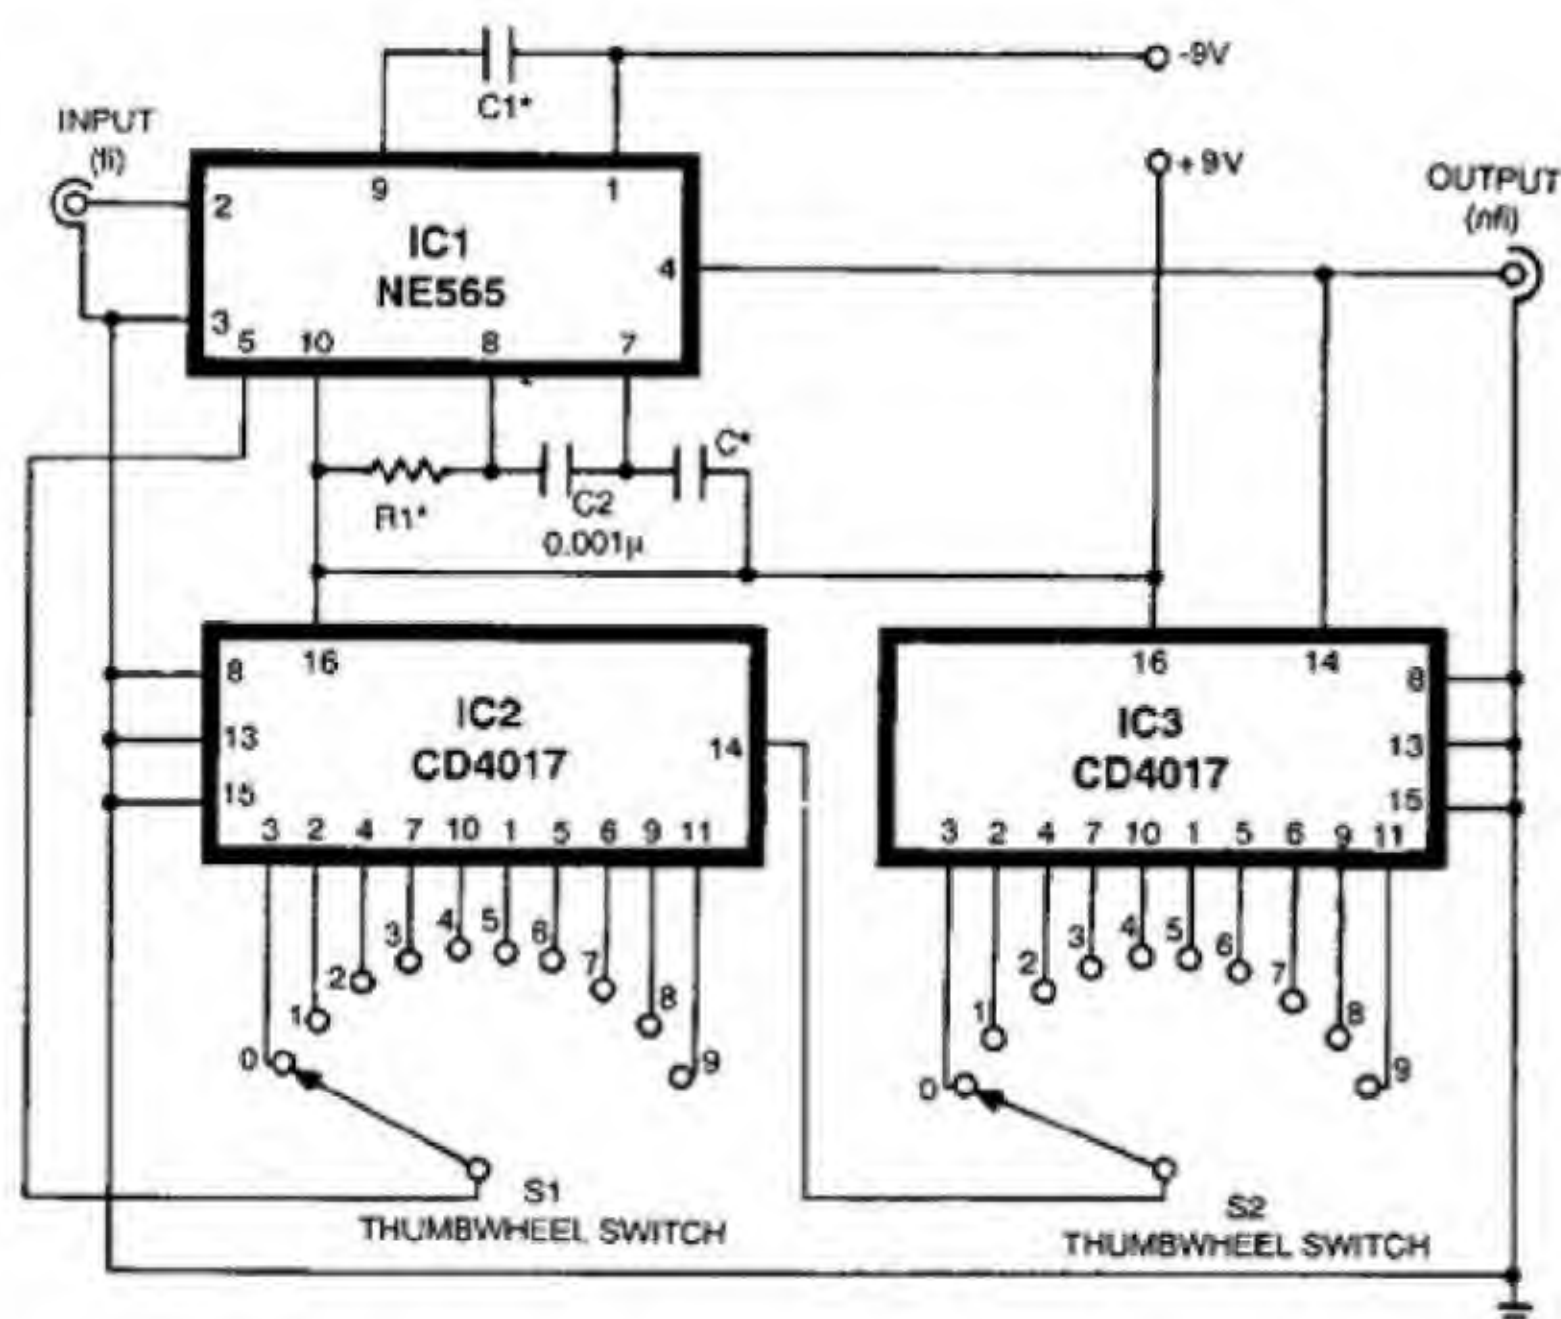 -9V
C1*
INPUT
(fi)
+9V
OUTPUT
(nfi)
9 1
2
IC1
NE565
4
3
5 10 8 7
C*
R1*
C2
0.001µ
16
8
IC2
CD4017
13
14
15
3 2 4 7 10 1 5 6 9 11
16 14
8
IC3
CD4017
13
15
3 2 4 7 10 1 5 6 9 11
0 1 2 3 4 5 6 7 8 9
0 1 2 3 4 5 6 7 8 9
S1
THUMBWHEEL SWITCH
S2
THUMBWHEEL SWITCH